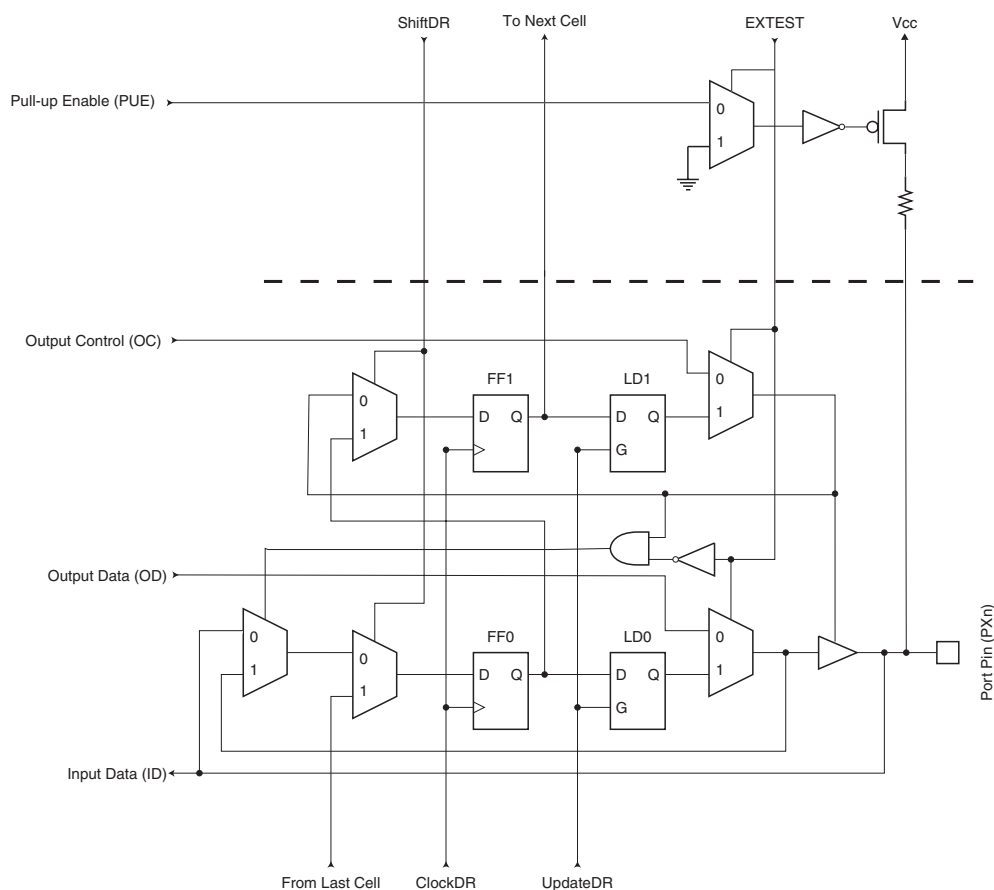 ShiftDR
To Next Cell
EXTEST
Vcc
Pull-up Enable (PUE)
0
1
Output Control (OC)
FF1
LD1
0
1
D Q
D Q
G
0
1
Output Data (OD)
FF0
LD0
0
1
0
1
D Q
D Q
G
0
1
Port Pin (PXn)
Input Data (ID)
From Last Cell
ClockDR
UpdateDR